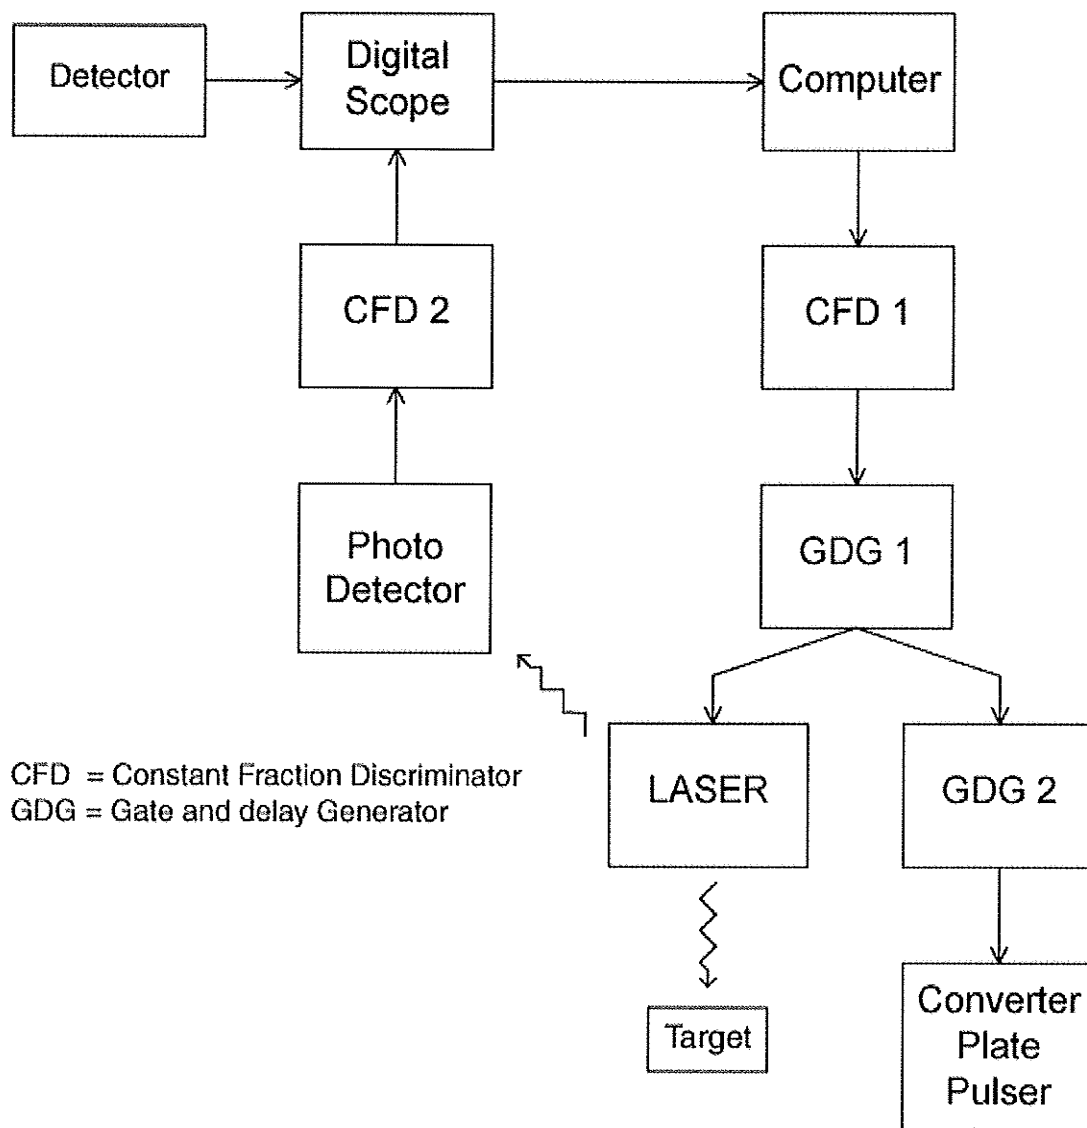 Detector
Digital
Scope
Computer
CFD 2
CFD 1
Photo
Detector
GDG 1
CFD = Constant Fraction Discriminator
GDG = Gate and delay Generator
LASER
GDG 2
Target
Converter
Plate
Pulser